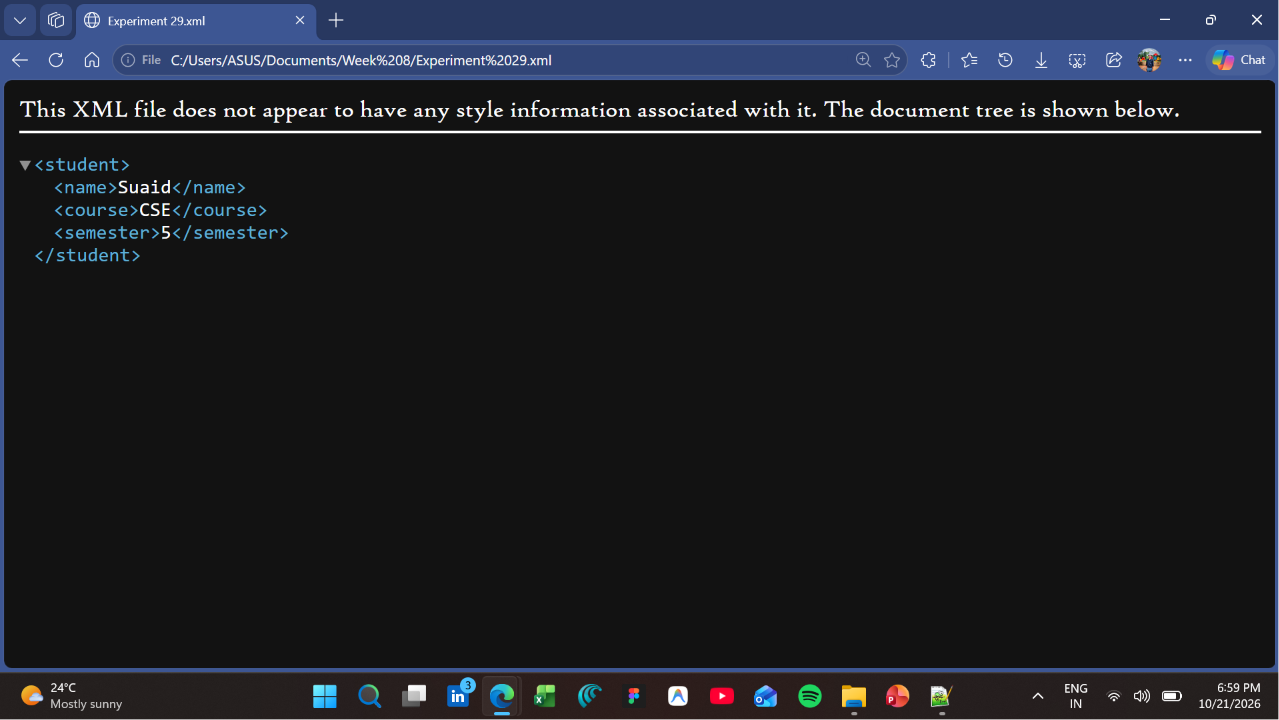 Experiment 29.xml
File C:/Users/ASUS/Documents/Week%208/Experiment%2029.xml
Chat
This XML file does not appear to have any style information associated with it. The document tree is shown below.
<student>
<name>Suaid</name>
<course>CSE</course>
<semester>5</semester>
</student>
24°C
Mostly sunny
in
3
ENG
IN
6:59 PM
10/21/2026